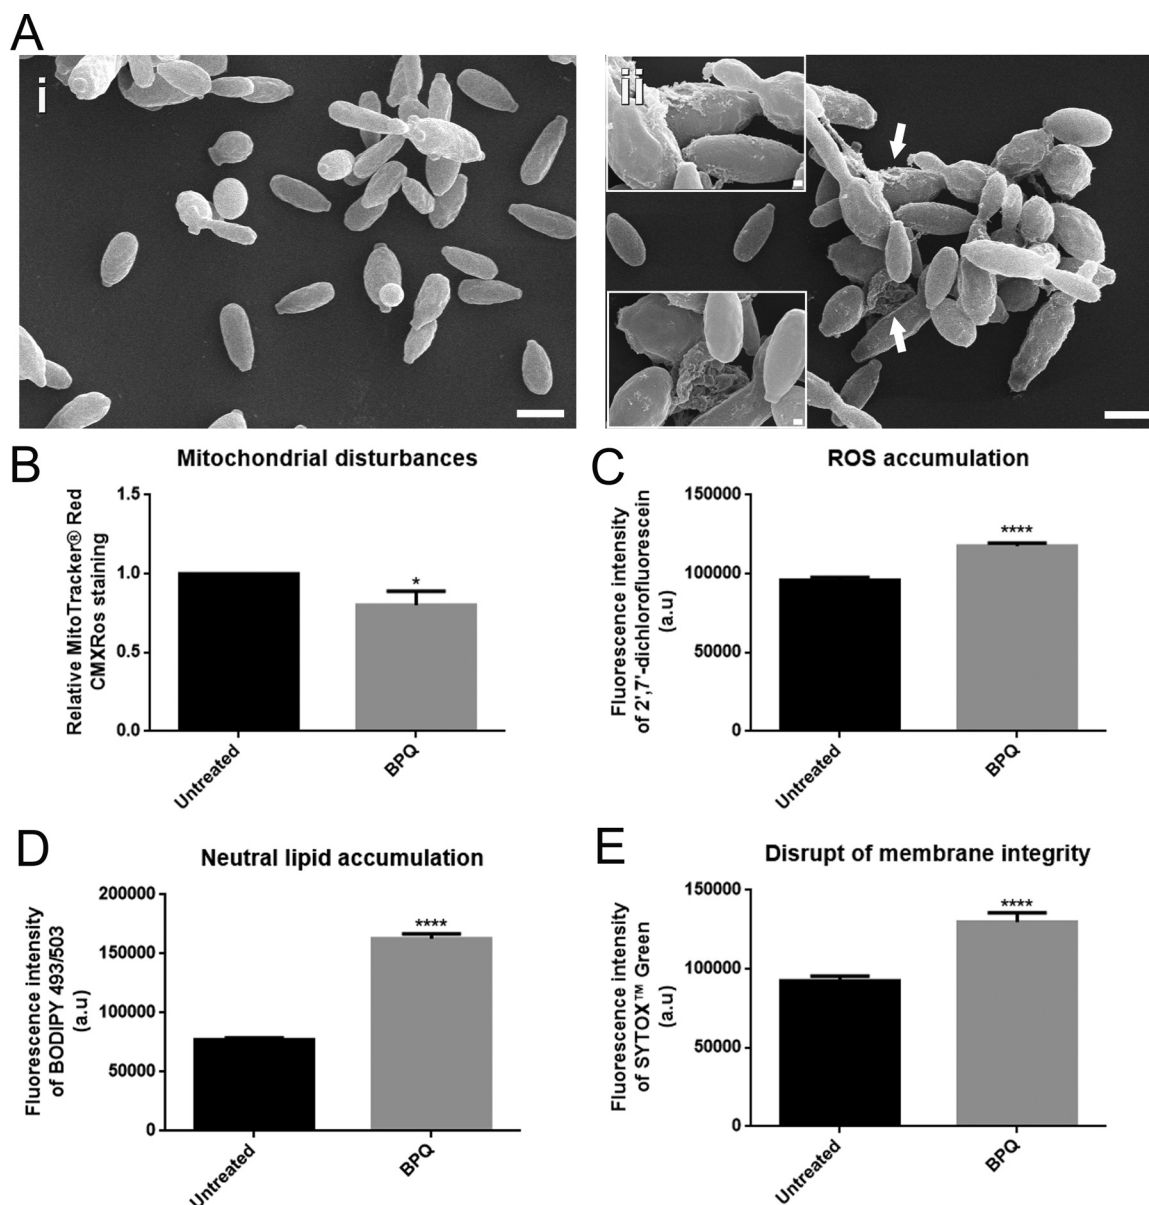 A
i
ii
B
Mitochondrial disturbances
Relative MitoTracker® Red
CMXRos staining
1.5
1.0
0.5
0.0
*
Untreated
BPQ
C
ROS accumulation
Fluorescence intensity
of 2',7'-dichlorofluorescein
(a.u)
150000
100000
50000
0
****
Untreated
BPQ
D
Neutral lipid accumulation
Fluorescence intensity
of BODIPY 493/503
(a.u)
200000
150000
100000
50000
0
****
Untreated
BPQ
E
Disrupt of membrane integrity
Fluorescence intensity
of SYTOX™ Green
(a.u)
150000
100000
50000
0
****
Untreated
BPQ